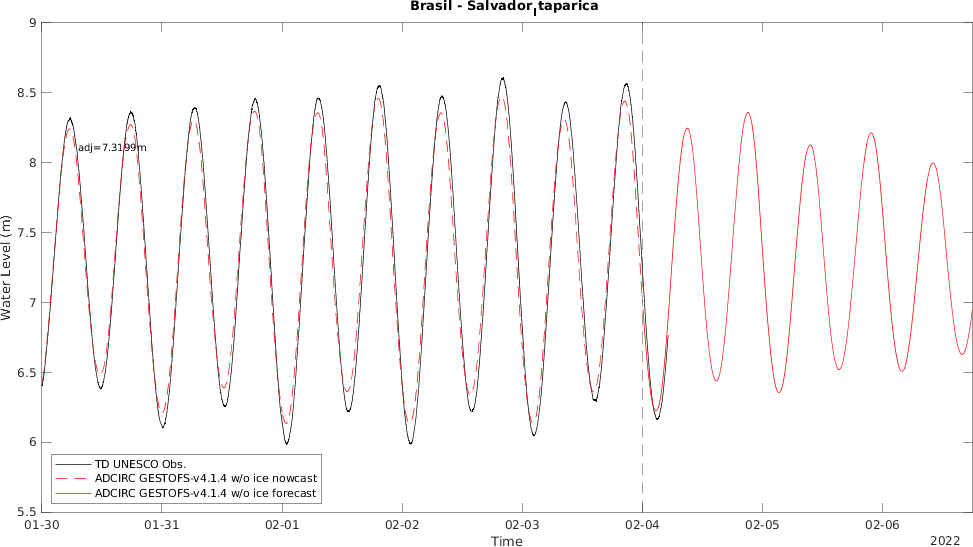 Brasil - SalvadorItaparica
9
8.5
8
7.5
7
6.5
6
5.5
Water Level (m)
adj=7.3199m
TD UNESCO Obs.
ADCIRC GESTOFS-v4.1.4 w/o ice nowcast
ADCIRC GESTOFS-v4.1.4 w/o ice forecast
01-30 01-31 02-01 02-02 02-03 02-04 02-05 02-06
Time
2022